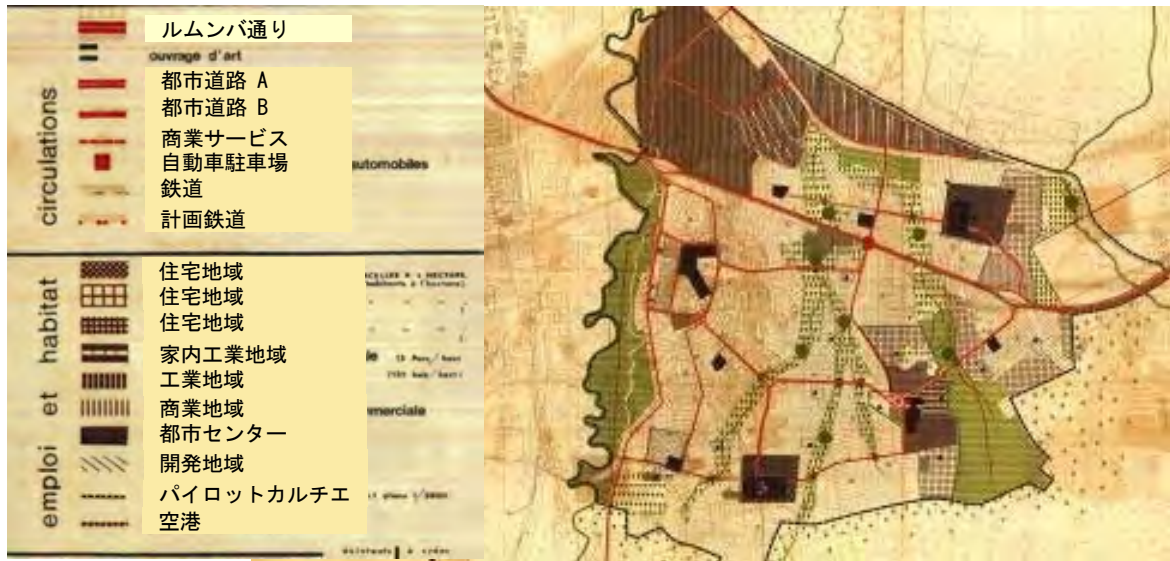 ルムンバ通り
ouvrage d'art
都市道路 A
都市道路 B
商業サービス
自動車駐車場
automobiles
鉄道
計画鉄道
circulations
住宅地域
住宅地域
住宅地域
家内工業地域
工業地域
商業地域
都市センター
開発地域
パイロットカルチエ
空港
emploi et habitat